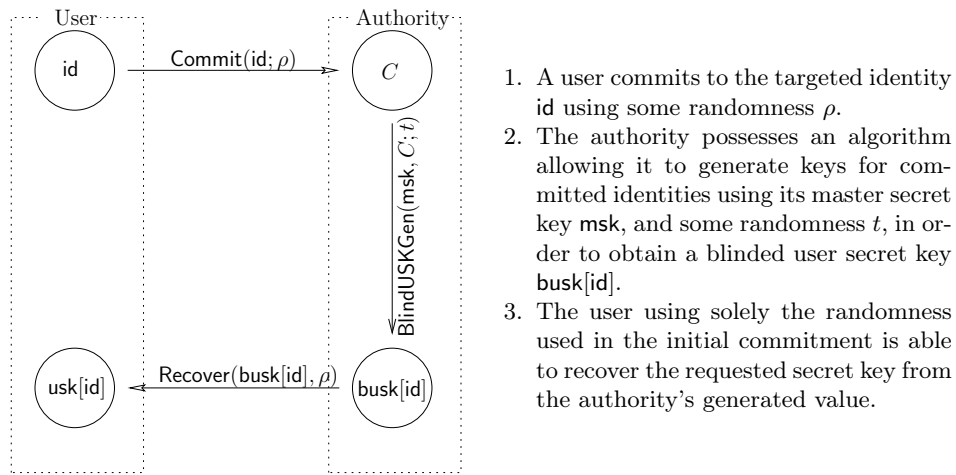 User
Authority
id
Commit(id; ρ)
C
BlindUSKGen(msk, C; t)
usk[id]
Recover(busk[id], ρ)
busk[id]
1. A user commits to the targeted identity
id using some randomness ρ.
2. The authority possesses an algorithm
allowing it to generate keys for com-
mitted identities using its master secret
key msk, and some randomness t, in or-
der to obtain a blinded user secret key
busk[id].
3. The user using solely the randomness
used in the initial commitment is able
to recover the requested secret key from
the authority's generated value.